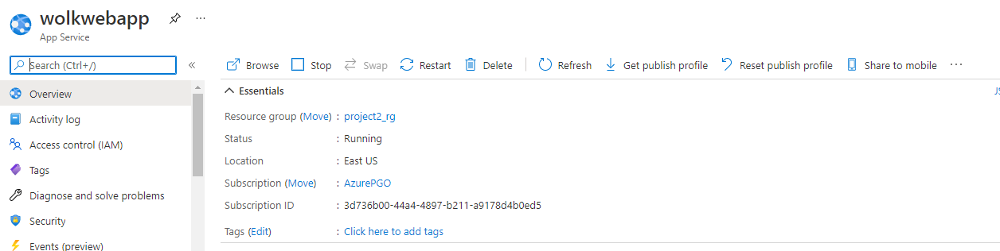 wolkwebapp
App Service
Search (Ctrl+/)
Browse Stop Swap Restart Delete Refresh Get publish profile Reset publish profile Share to mobile
Overview
Activity log
Access control (IAM)
Tags
Diagnose and solve problems
Security
Events (preview)
Essentials
JS
Resource group (Move) : project2_rg
Status : Running
Location : East US
Subscription (Move) : AzurePGO
Subscription ID : 3d736b00-44a4-4897-b211-a9178d4b0ed5
Tags (Edit) : Click here to add tags